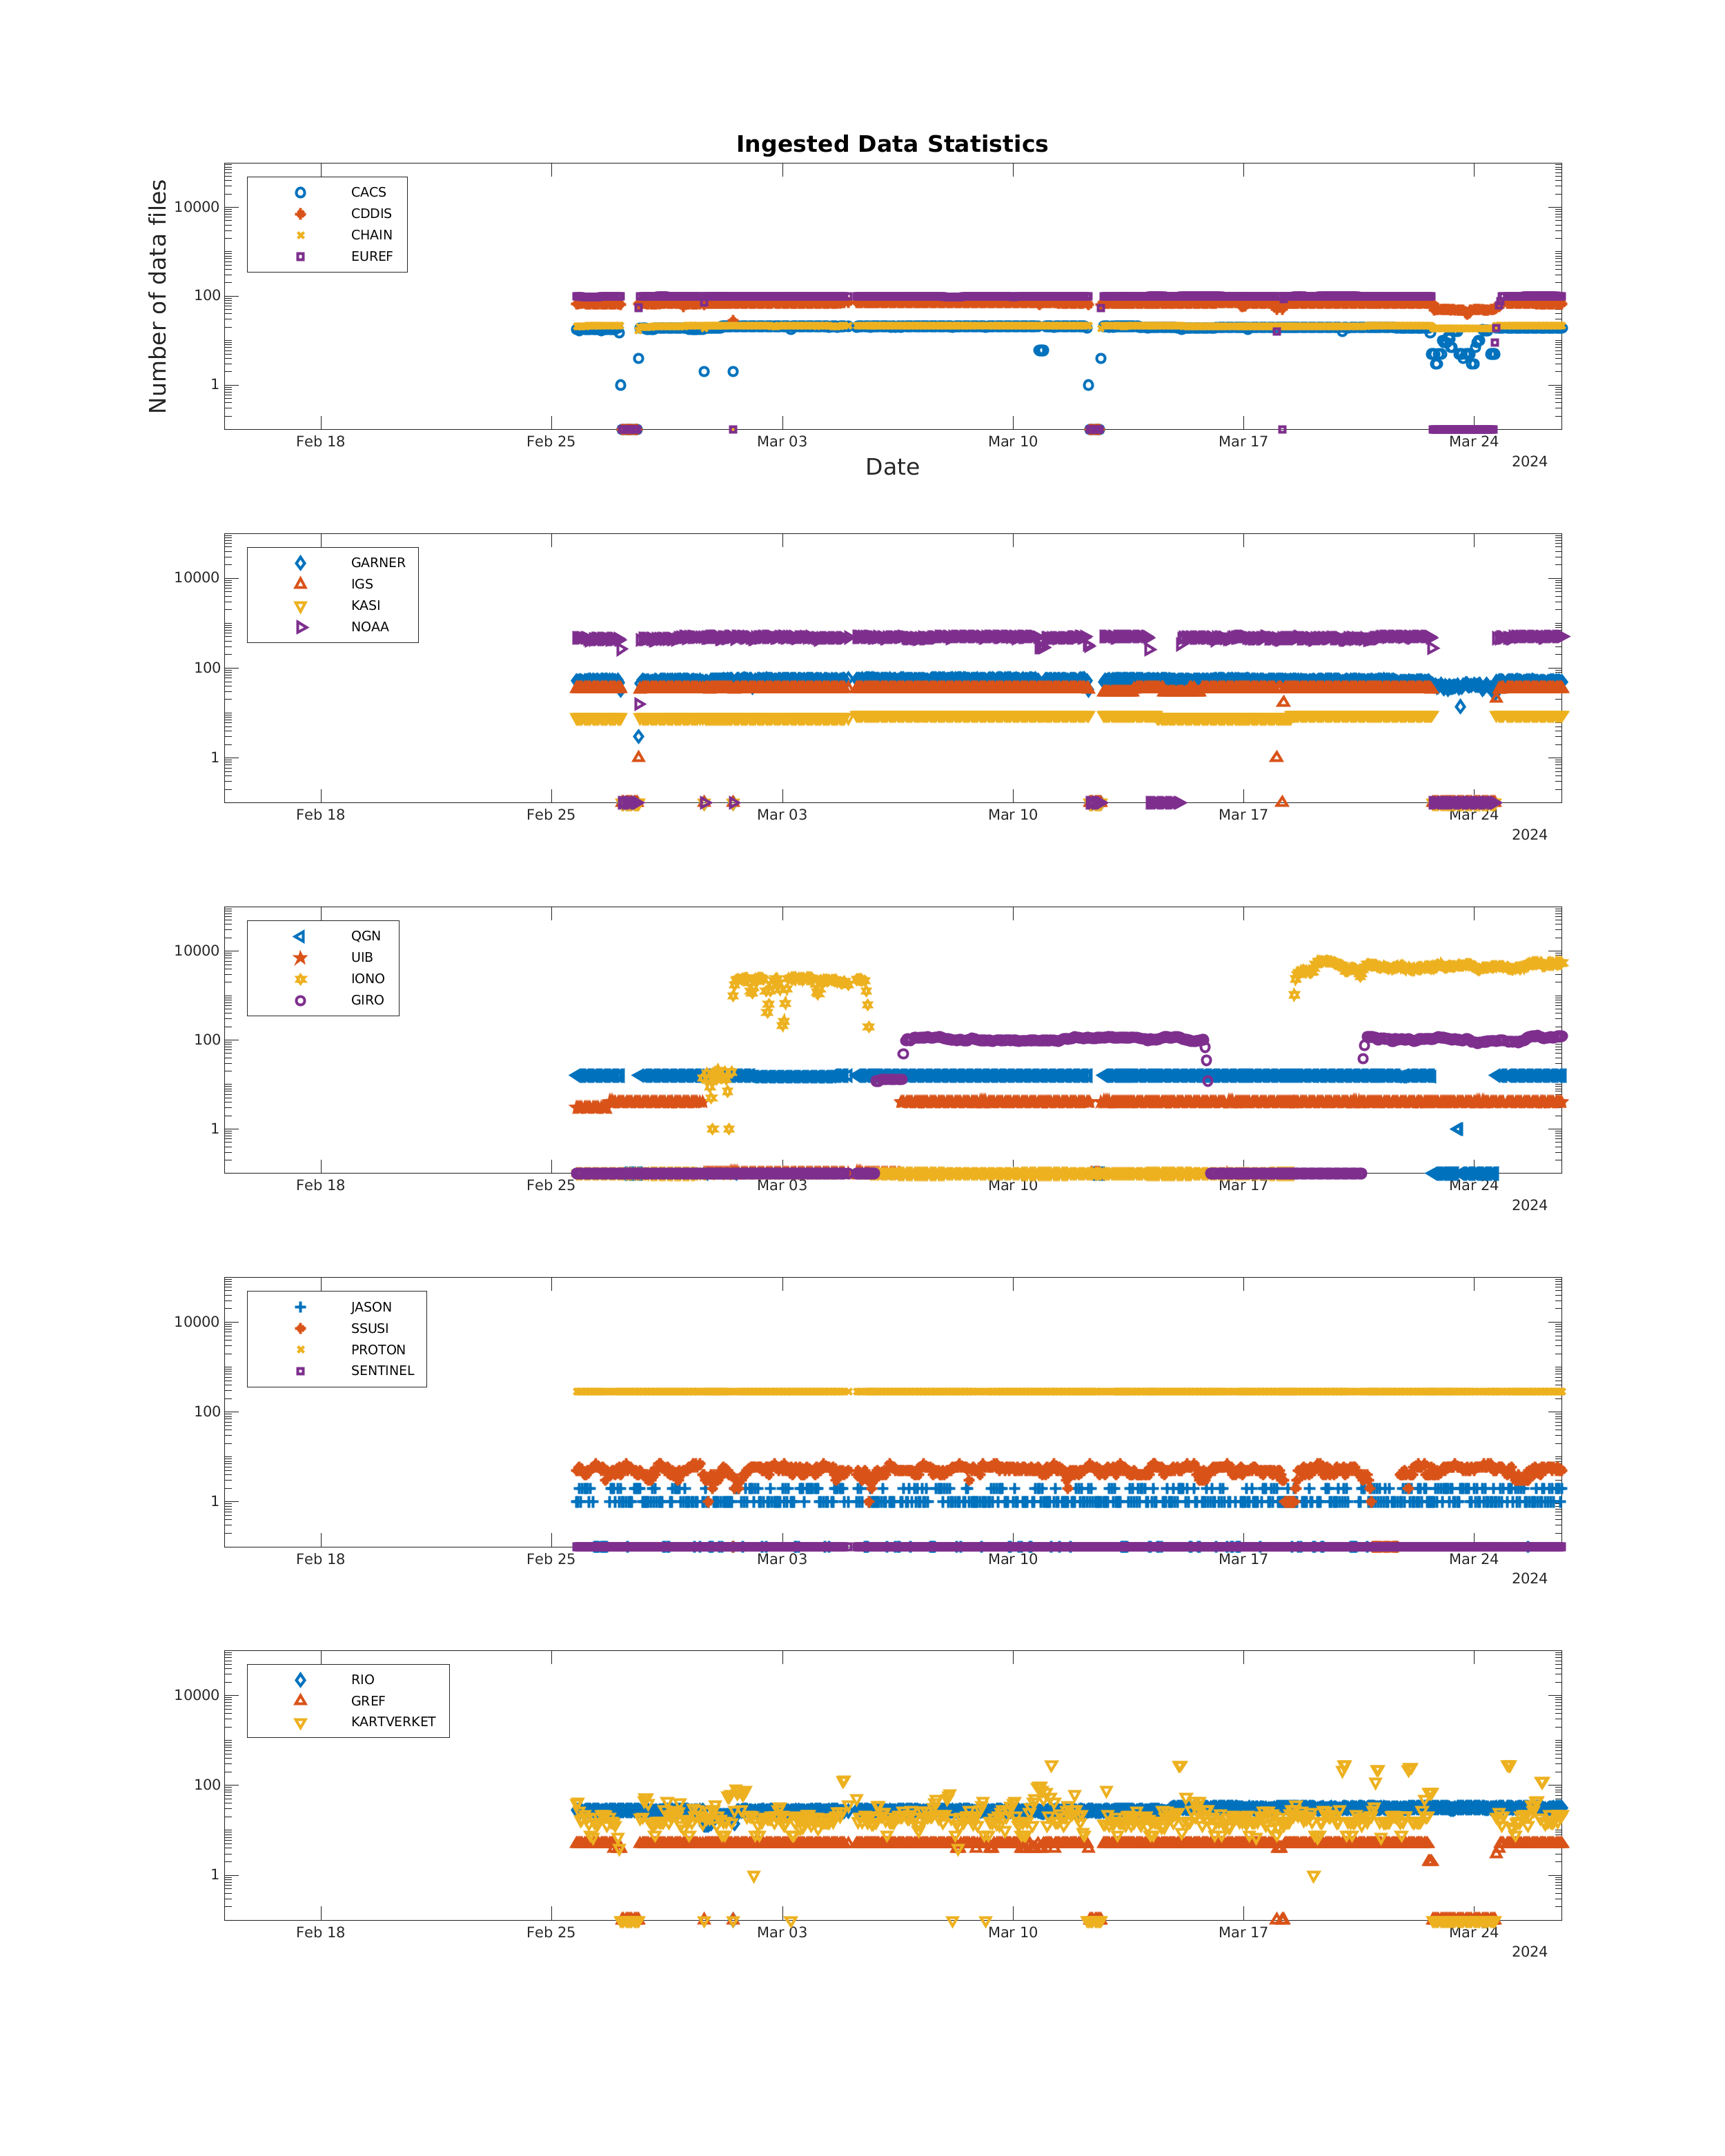 Ingested Data Statistics
Number of data files
CACS
CDDIS
CHAIN
EUREF
10000
100
1
Feb 18 Feb 25 Mar 03 Mar 10 Mar 17 Mar 24
2024
Date
GARNER
IGS
KASI
NOAA
10000
100
1
Feb 18 Feb 25 Mar 03 Mar 10 Mar 17 Mar 24
2024
QGN
UIB
IONO
GIRO
10000
100
1
Feb 18 Feb 25 Mar 03 Mar 10 Mar 17 Mar 24
2024
JASON
SSUSI
PROTON
SENTINEL
10000
100
1
Feb 18 Feb 25 Mar 03 Mar 10 Mar 17 Mar 24
2024
RIO
GREF
KARTVERKET
10000
100
1
Feb 18 Feb 25 Mar 03 Mar 10 Mar 17 Mar 24
2024